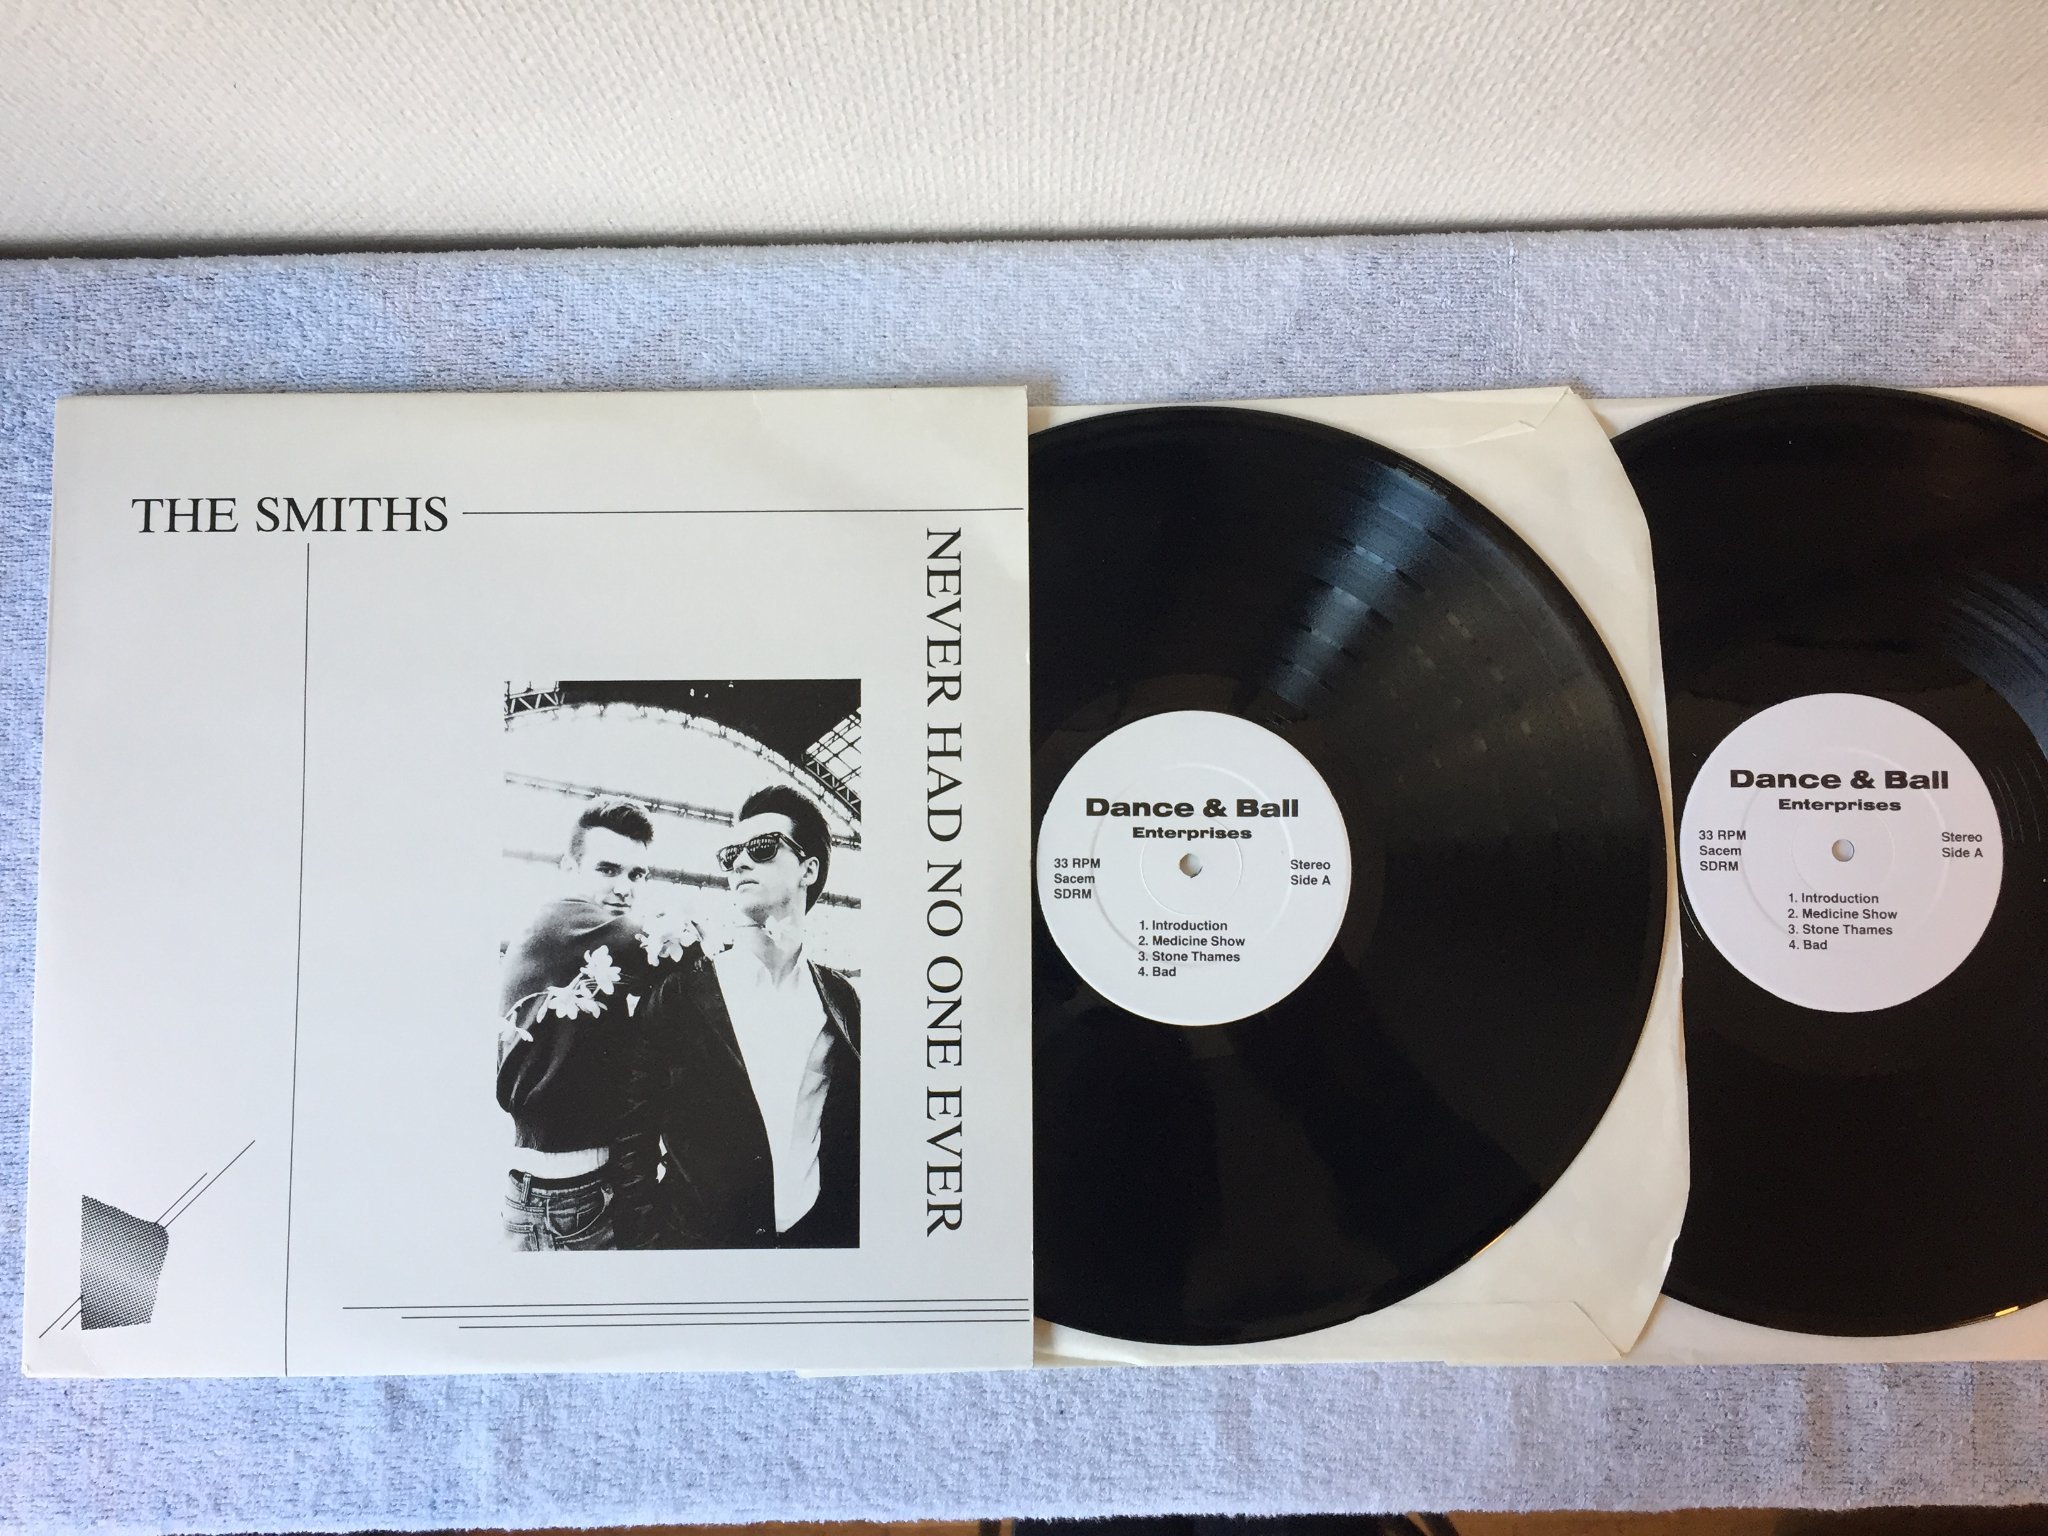 THE SMITHS
NEVER HAD NO ONE EVER
Dance & Ball
Enterprises
33 RPM
Sacem
SDRM
Stereo
Side A
1. Introduction
2. Medicine Show
3. Stone Thames
4. Bad
Dance & Ball
Enterprises
33 RPM
Sacem
SDRM
Stereo
Side A
1. Introduction
2. Medicine Show
3. Stone Thames
4. Bad